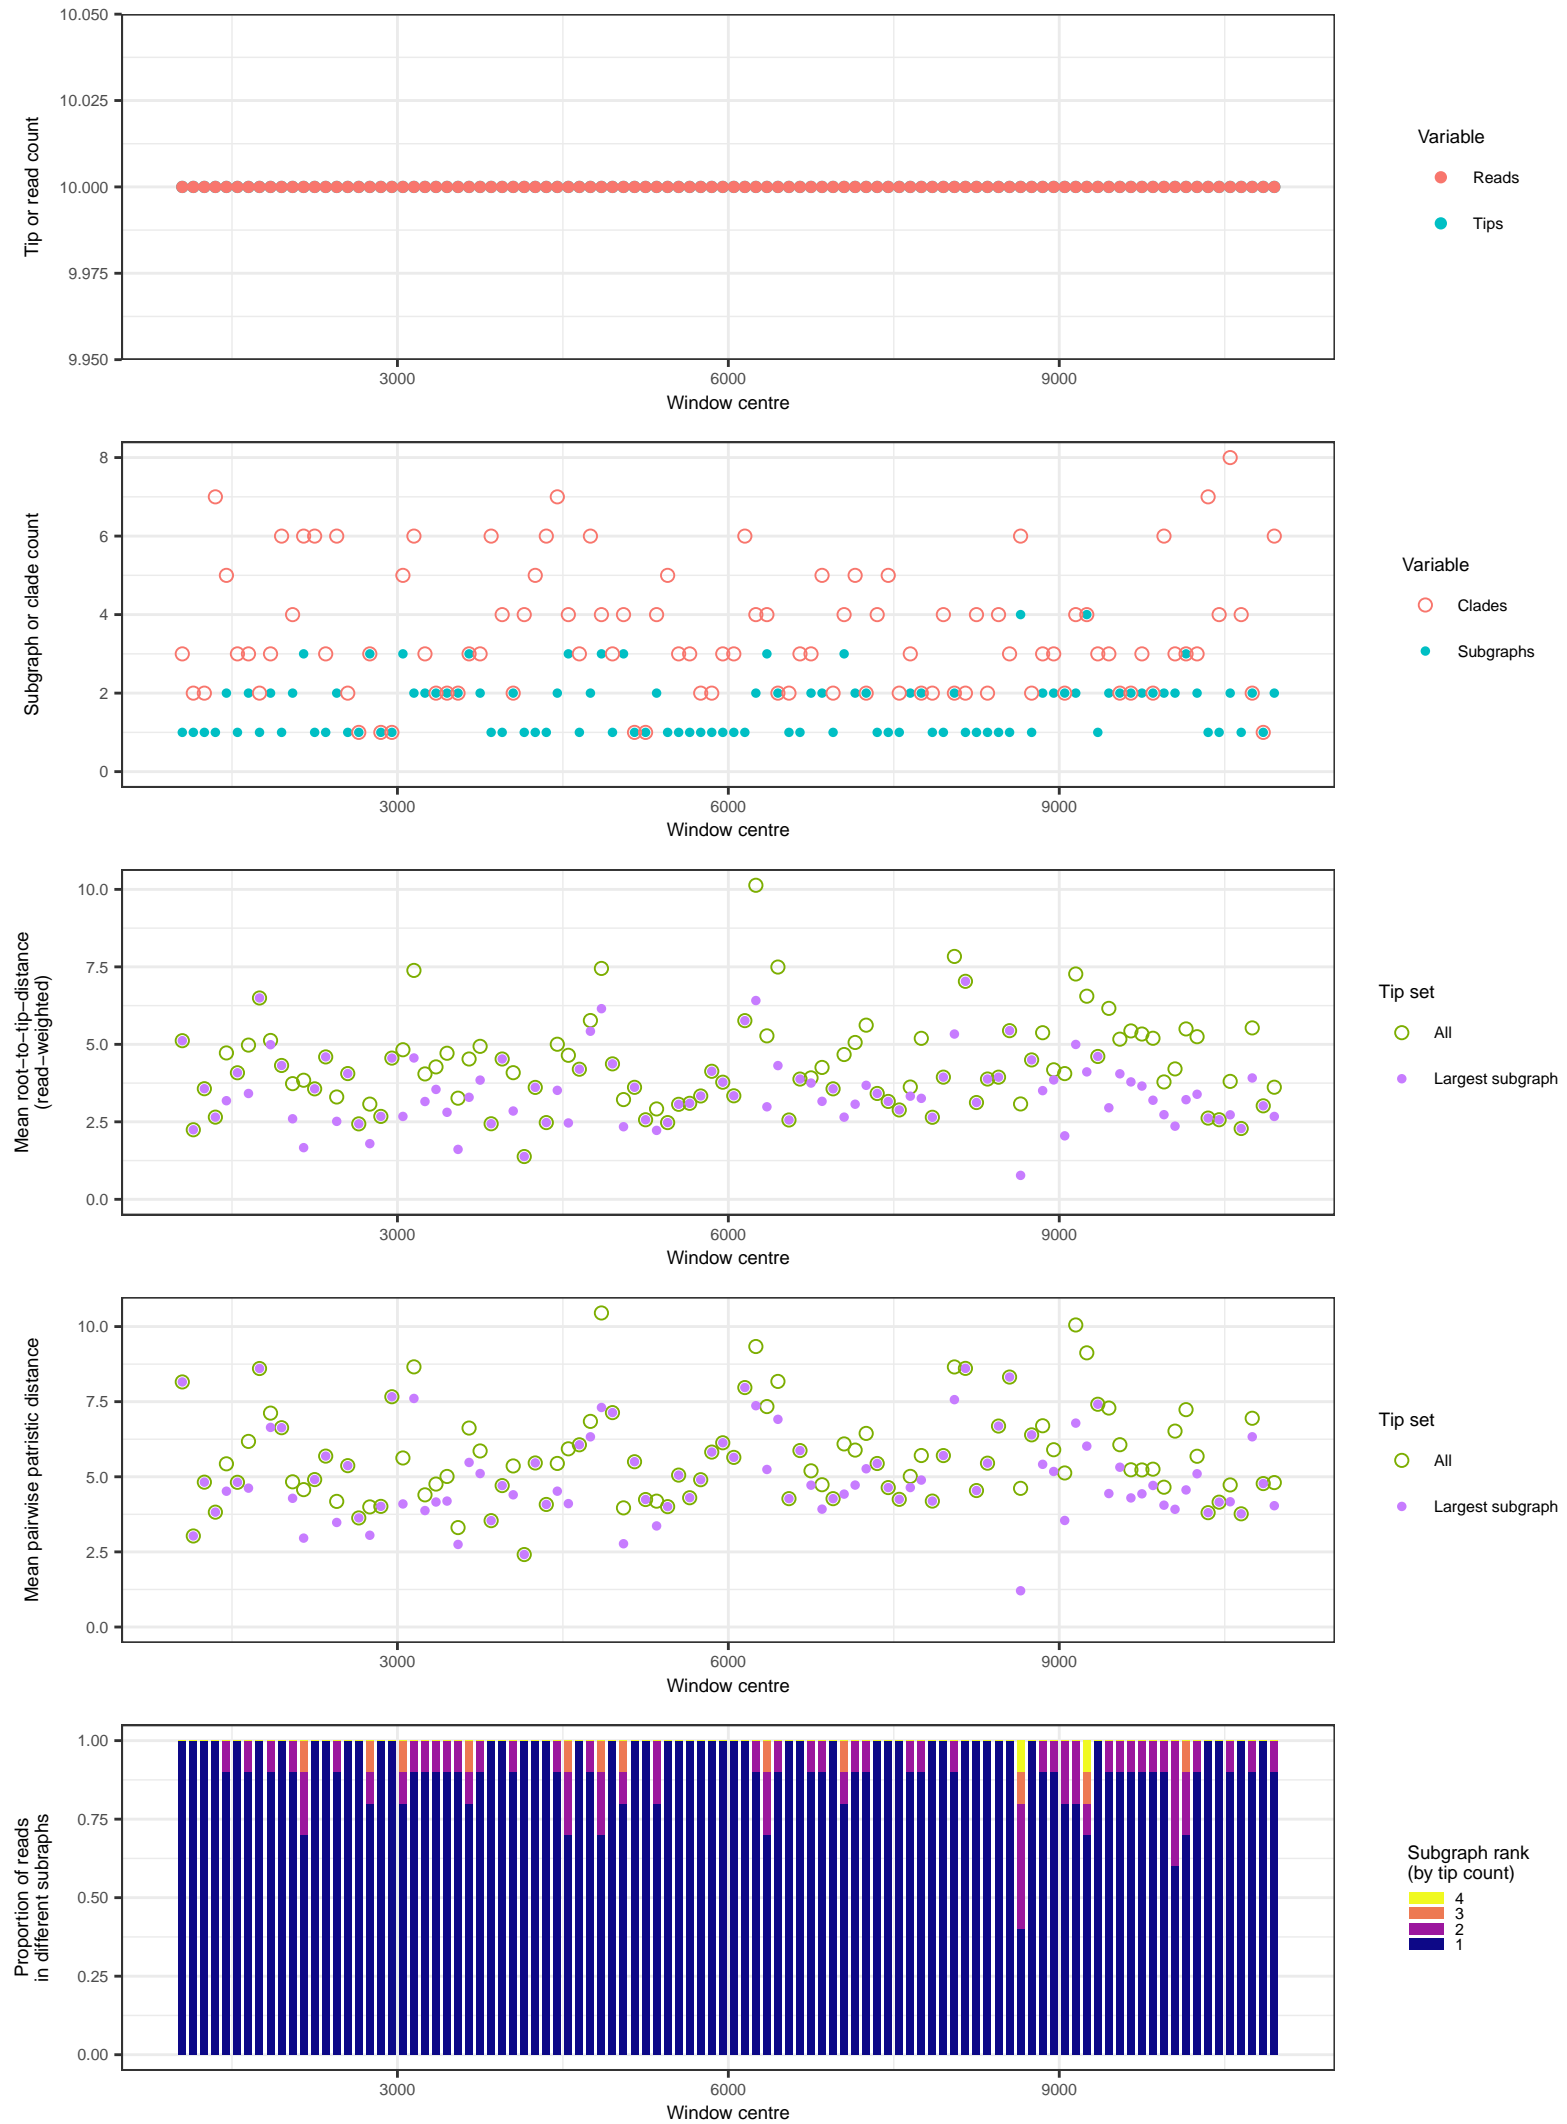 10.050
10.025
10.000
9.975
9.950
Tip or read count
3000 6000 9000
Window centre
Variable
Reads
Tips
8
6
4
2
0
Subgraph or clade count
3000 6000 9000
Window centre
Variable
Clades
Subgraphs
10.0
7.5
5.0
2.5
0.0
Mean root−to−tip−distance
(read−weighted)
3000 6000 9000
Window centre
Tip set
All
Largest subgraph
10.0
7.5
5.0
2.5
0.0
Mean pairwise patristic distance
3000 6000 9000
Window centre
Tip set
All
Largest subgraph
1.00
0.75
0.50
0.25
0.00
Proportion of reads
in different subraphs
3000 6000 9000
Window centre
Subgraph rank
(by tip count)
4
3
2
1